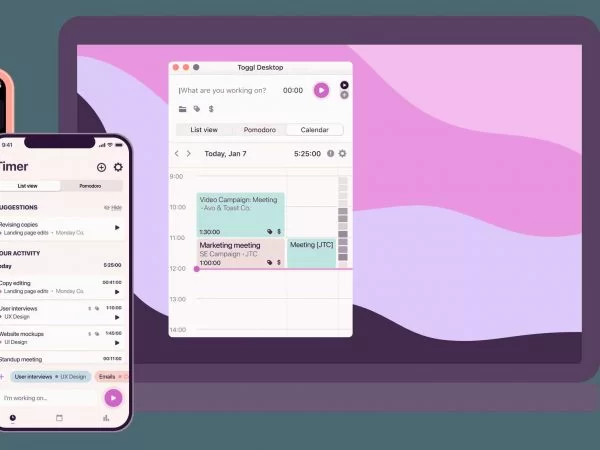 Toggl Desktop
What are you working on?
00:00
$
List view
Pomodoro
Calendar
Today, Jan 7
5:25:00
9:00
10:00
11:00
12:00
13:00
14:00
Video Campaign: Meeting
-Avo & Toast Co.
1:30:00
$
Marketing meeting
SE Campaign - JTC
1:00:00
$
Meeting [JTC]
9:41
Timer
List view
Pomodoro
SUGGESTIONS
Hide
Revising copies
Landing page edits • Monday Co.
YOUR ACTIVITY
Today
5:25:00
Copy editing
00:41:00
Landing page edits • Monday Co.
User interviews
$
1:10:00
UX Design
Website mockups
$
1:45:00
UI Design
Standup meeting
00:11:00
+
User interviews • UX Design
Emails
I'm working on...